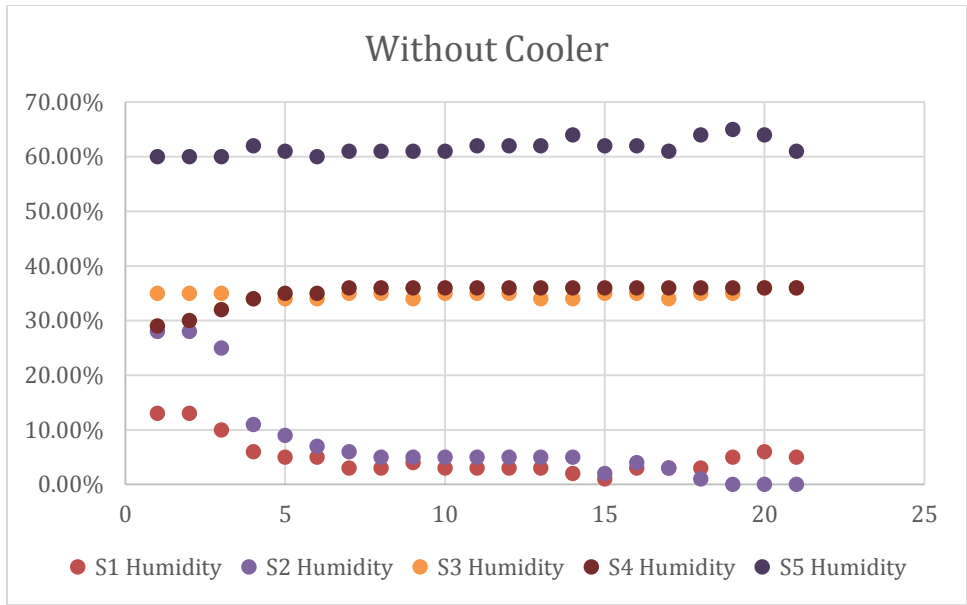 Without Cooler
70.00%
60.00%
50.00%
40.00%
30.00%
20.00%
10.00%
0.00%
0 5 10 15 20 25
S1 Humidity S2 Humidity S3 Humidity S4 Humidity S5 Humidity